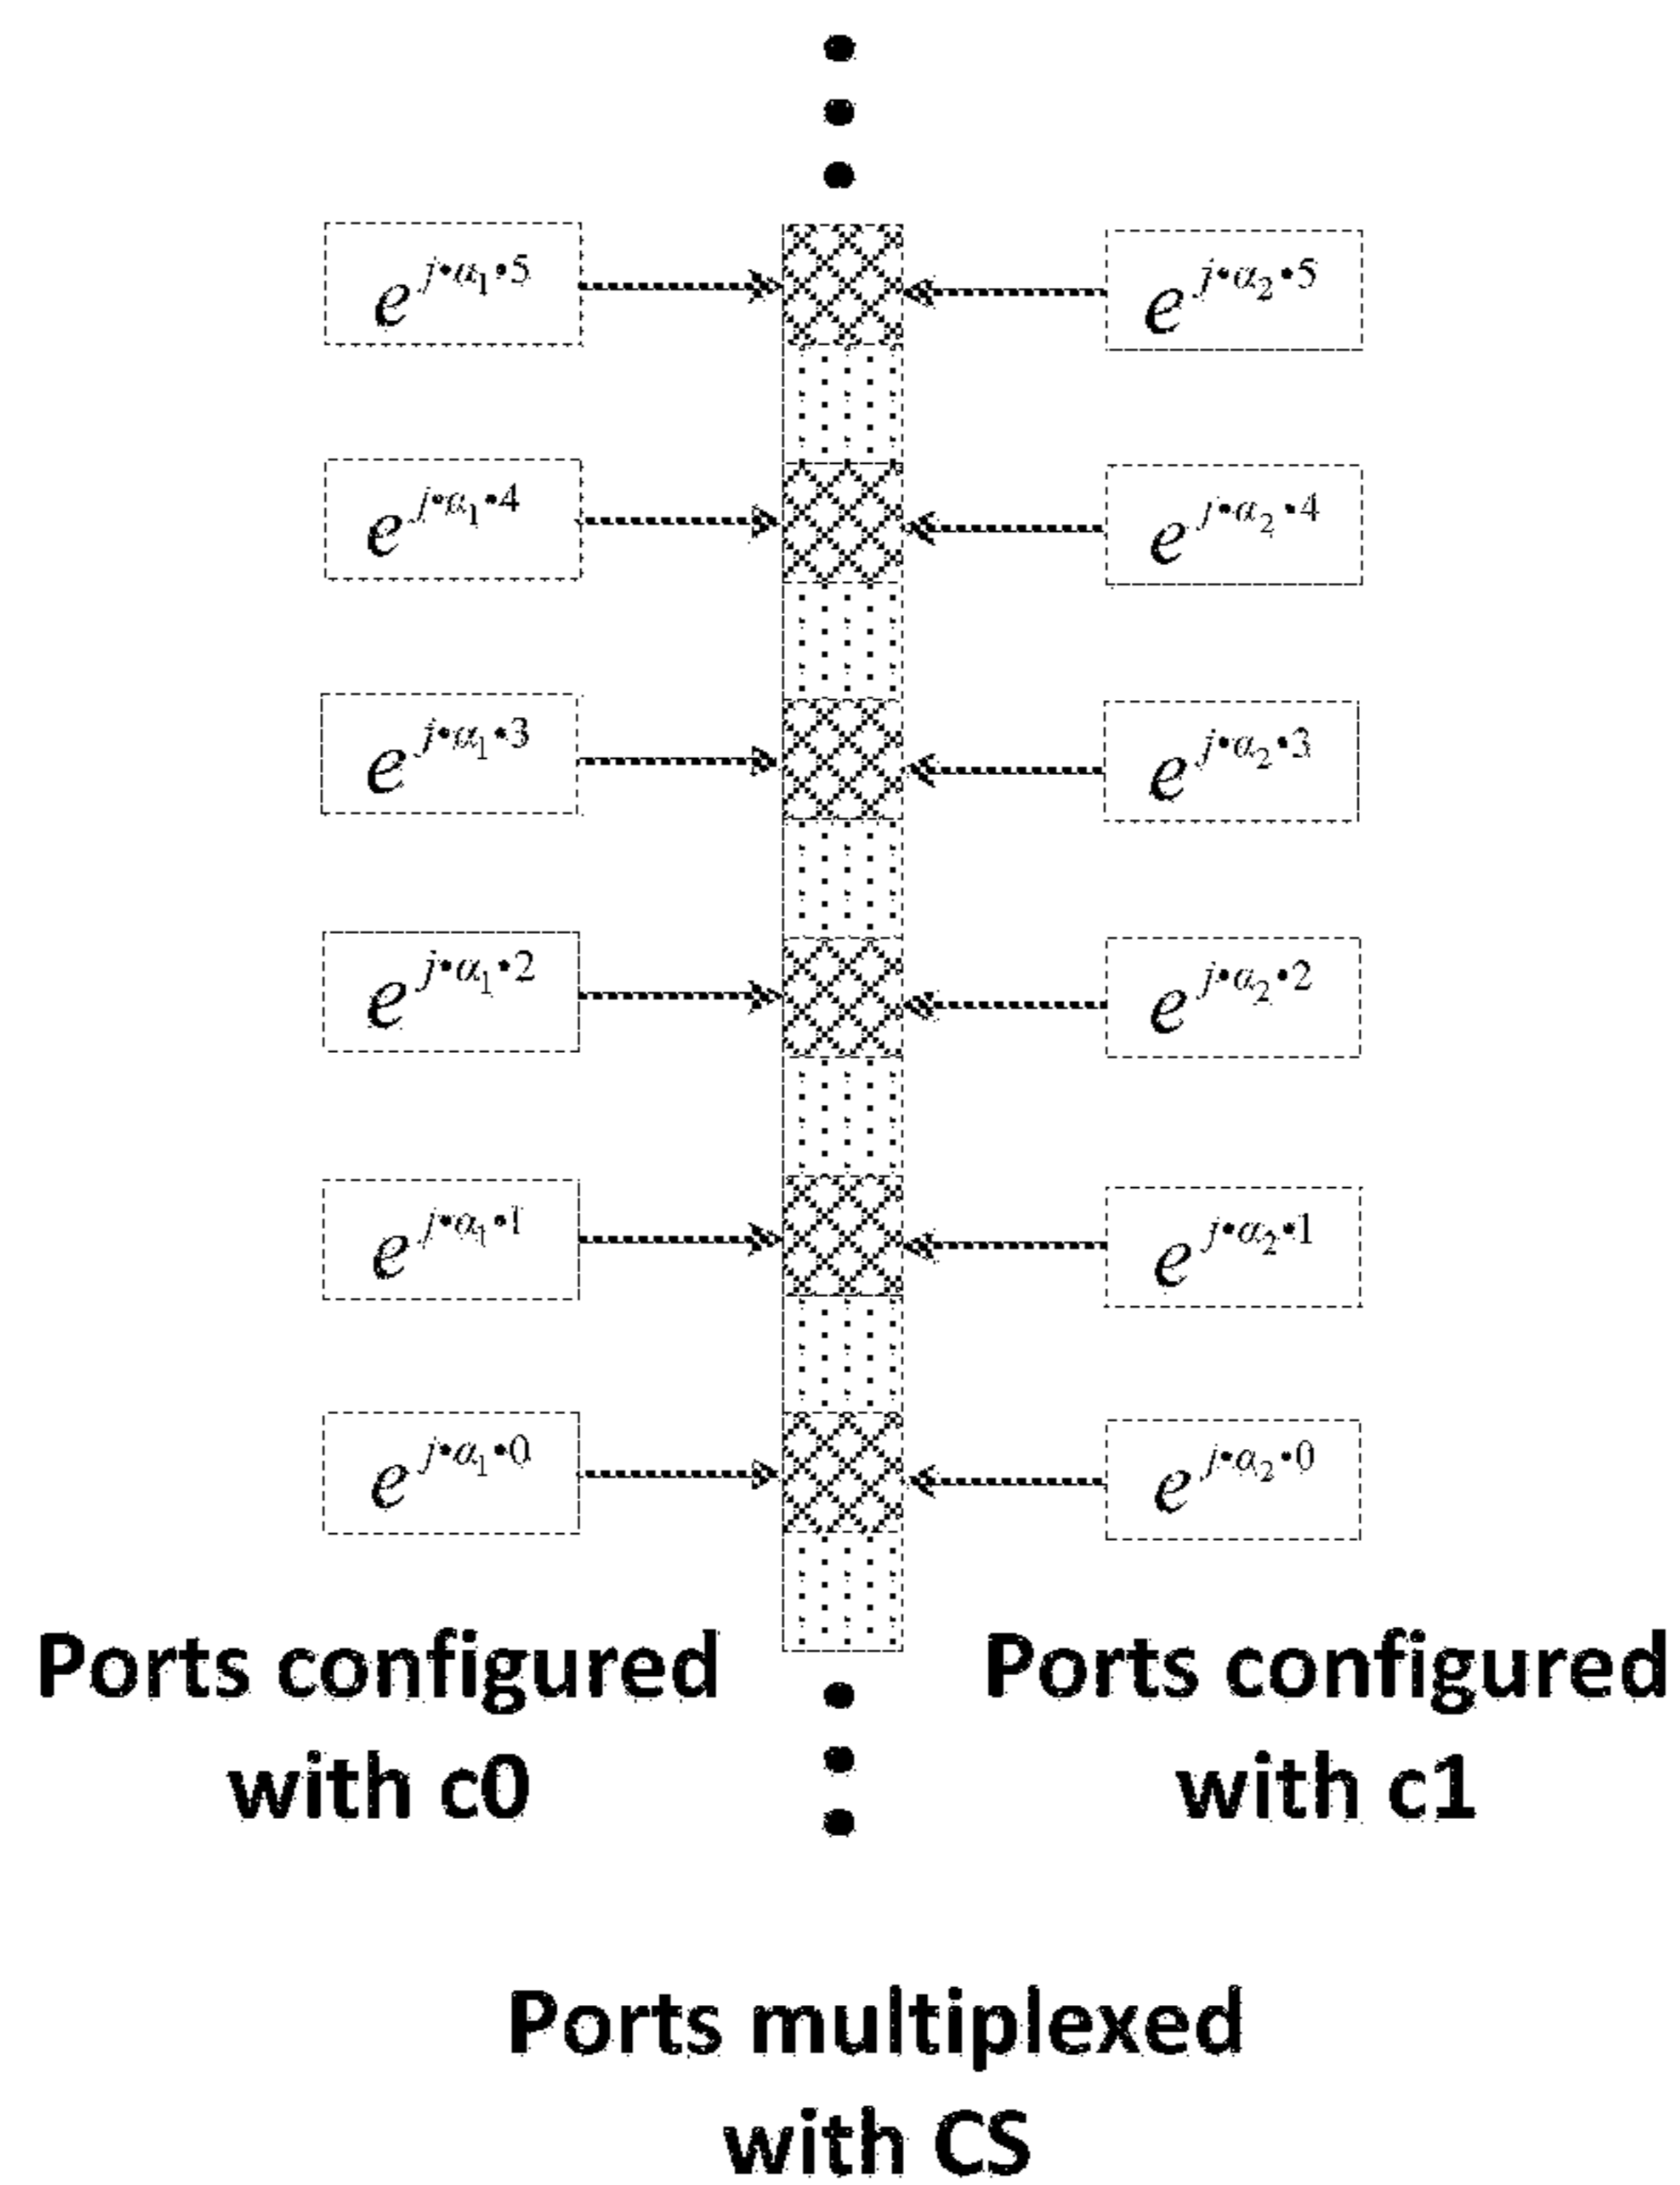 e^{j•α₁•5} e^{j•α₂•5}
e^{j•α₁•4} e^{j•α₂•4}
e^{j•α₁•3} e^{j•α₂•3}
e^{j•α₁•2} e^{j•α₂•2}
e^{j•α₁•1} e^{j•α₂•1}
e^{j•α₁•0} e^{j•α₂•0}
Ports configured
with c0
Ports configured
with c1
Ports multiplexed
with CS